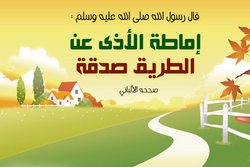 قال رسول الله صلى الله عليه وسلم :
إماطة الأذى عن
الطريق صدقة
صححه الألباني